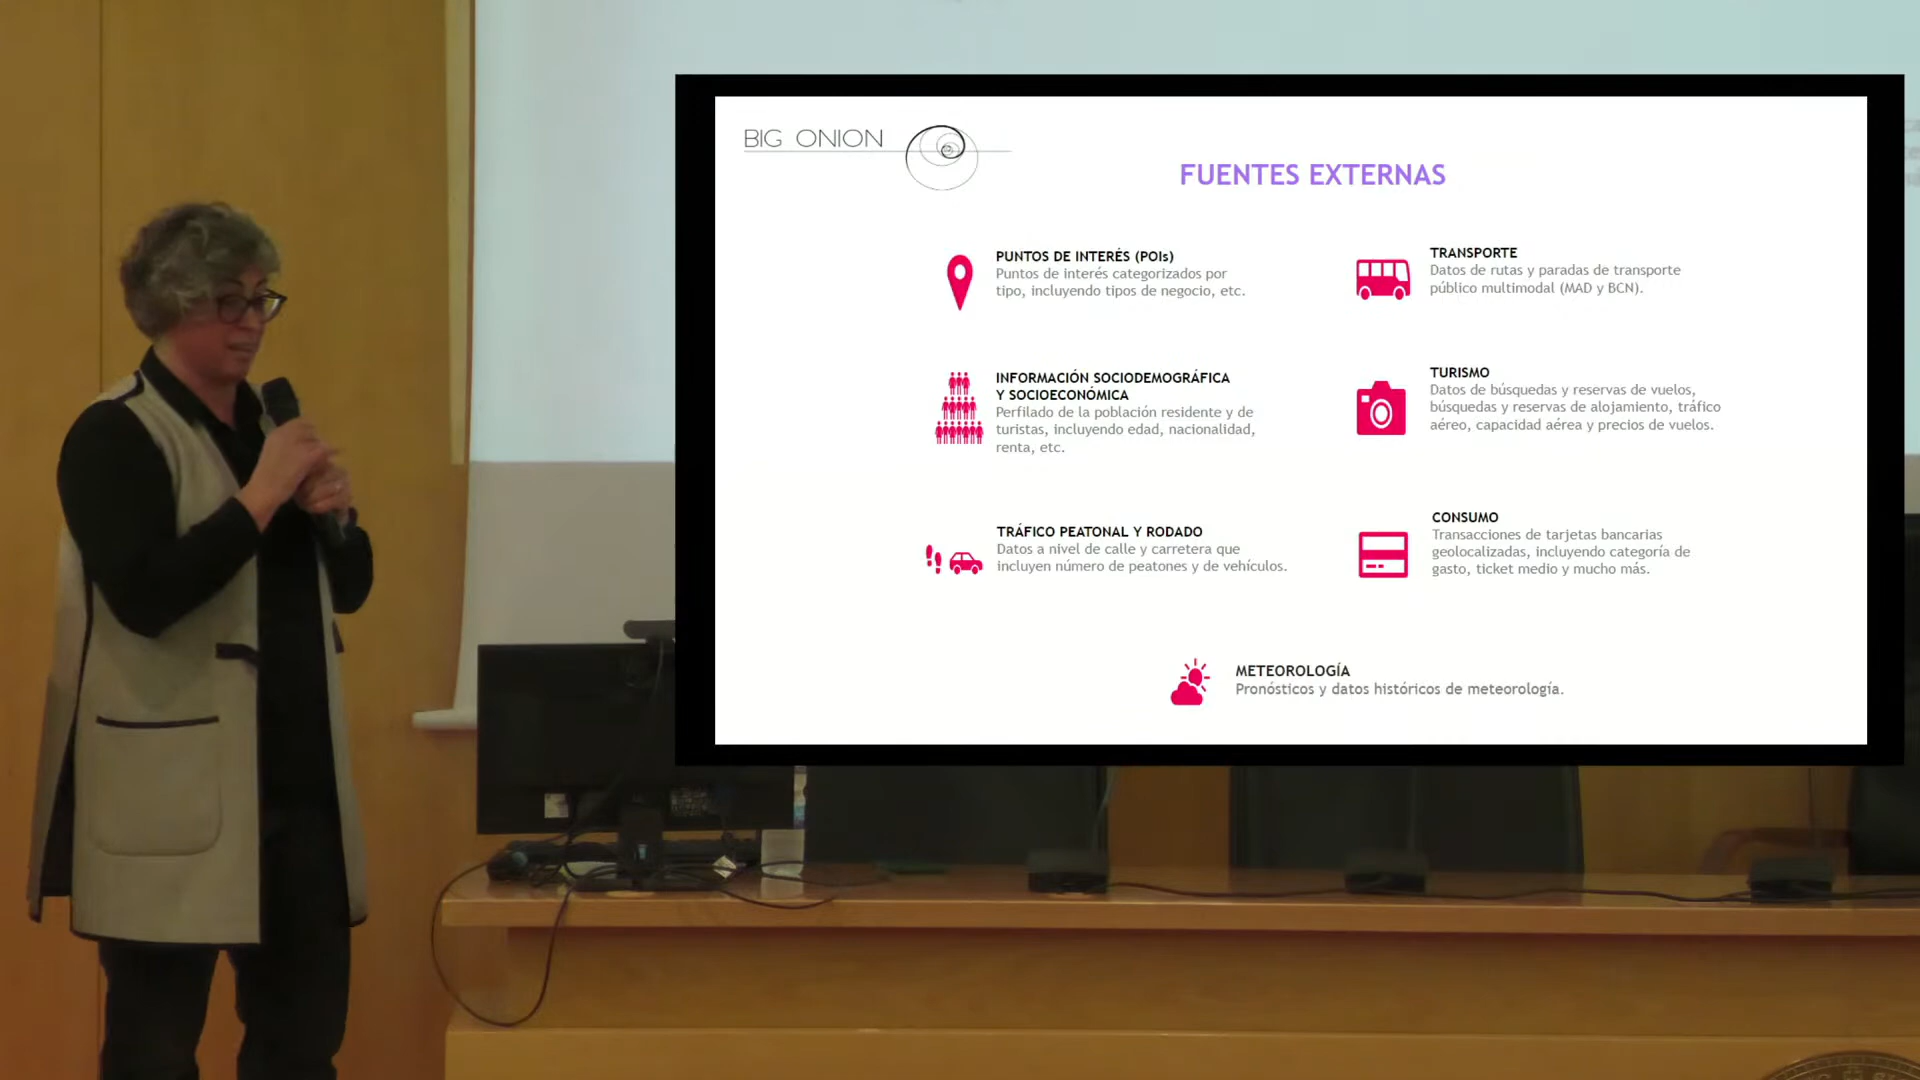 BIG ONION
FUENTES EXTERNAS
PUNTOS DE INTERÉS (POIs)
Puntos de interés categorizados por
tipo, incluyendo tipos de negocio, etc.
TRANSPORTE
Datos de rutas y paradas de transporte
público multimodal (MAD y BCN).
INFORMACIÓN SOCIODEMOGRÁFICA
Y SOCIOECONÓMICA
Perfilado de la población residente y de
turistas, incluyendo edad, nacionalidad,
renta, etc.
TURISMO
Datos de búsquedas y reservas de vuelos,
búsquedas y reservas de alojamiento, tráfico
aéreo, capacidad aérea y precios de vuelos.
TRÁFICO PEATONAL Y RODADO
Datos a nivel de calle y carretera que
incluyen número de peatones y de vehículos.
CONSUMO
Transacciones de tarjetas bancarias
geolocalizadas, incluyendo categoría de
gasto, ticket medio y mucho más.
METEOROLOGÍA
Pronósticos y datos históricos de meteorología.